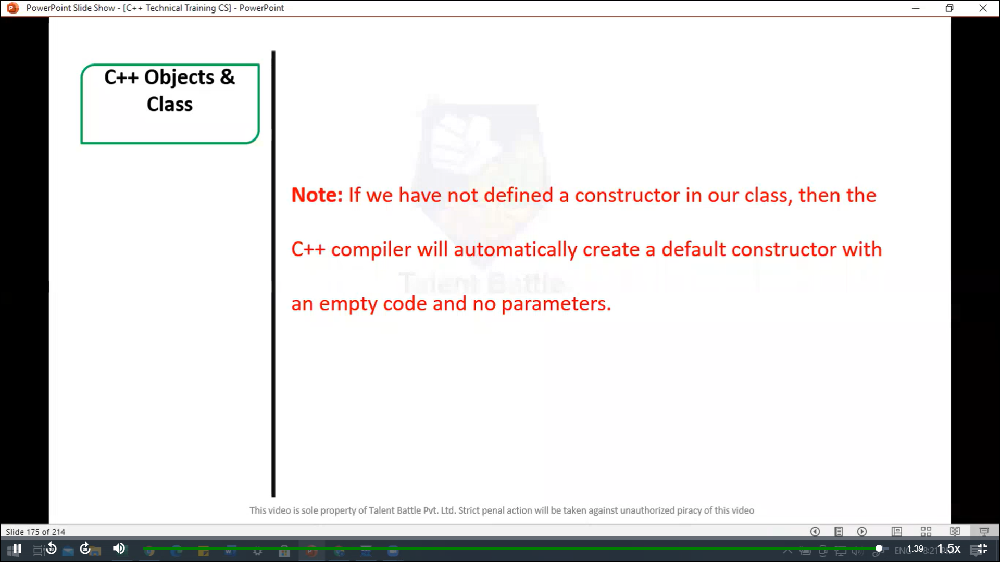 PowerPoint Slide Show - [C++ Technical Training CS] - PowerPoint
C++ Objects &
Class
Note: If we have not defined a constructor in our class, then the
C++ compiler will automatically create a default constructor with
an empty code and no parameters.
Talent Battle
This video is sole property of Talent Battle Pvt. Ltd. Strict penal action will be taken against unauthorized piracy of this video
Slide 175 of 214
10
30
-1:39
1.5x